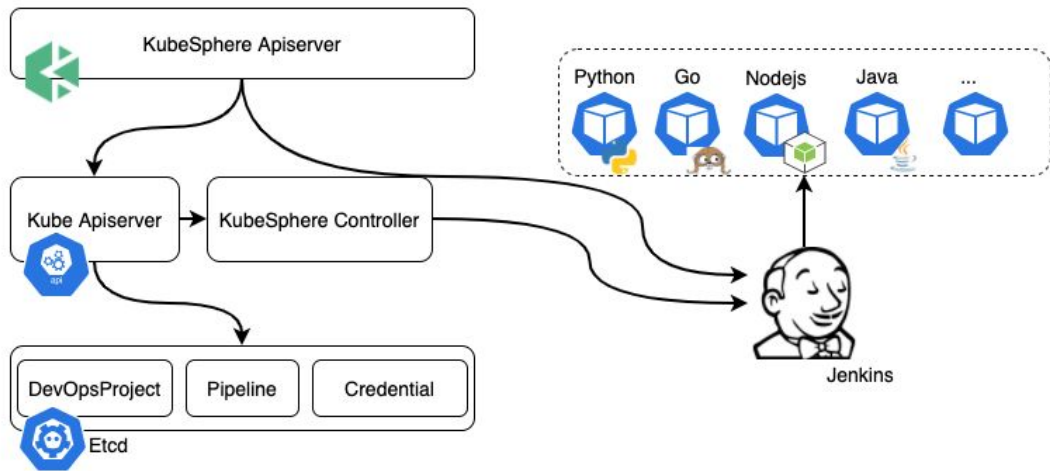 KubeSphere Apiserver
Python Go Nodejs Java ...
Kube Apiserver
KubeSphere Controller
api
Jenkins
DevOpsProject
Pipeline
Credential
Etcd